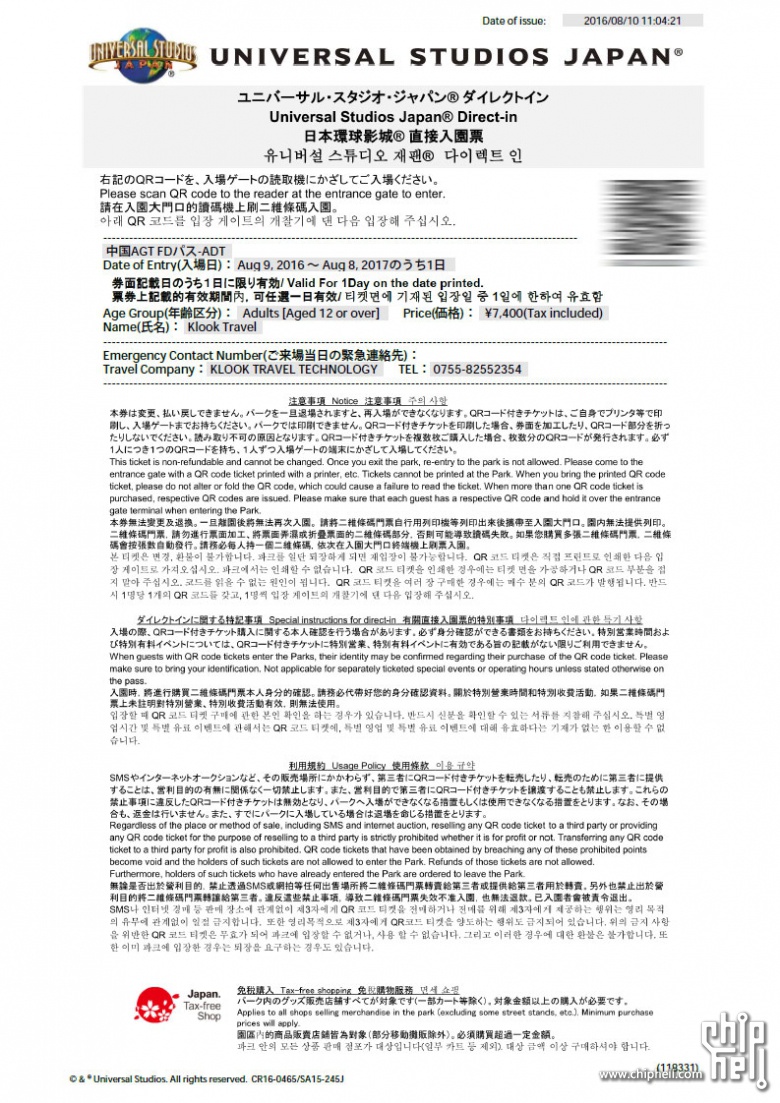 Date of issue: 2016/08/10 11:04:21
UNIVERSAL STUDIOS JAPAN
UNIVERSAL STUDIOS JAPAN®
ユニバーサル・スタジオ・ジャパン® ダイレクトイン
Universal Studios Japan® Direct-in
日本環球影城® 直接入園票
유니버설 스튜디오 재팬® 다이렉트 인
右記のQRコードを、入場ゲートの読取機にかざしてご入場ください。
Please scan QR code to the reader at the entrance gate to enter.
請在入園大門口的讀碼機上刷二維條碼入園。
아래 QR 코드를 입장 게이트의 개찰기에 댄 다음 입장해 주십시오.
中国AGT FDパス-ADT
Date of Entry(入場日)： Aug 9, 2016 ～ Aug 8, 2017のうち1日
券面記載日のうち1日に限り有効/ Valid For 1Day on the date printed.
票券上記載的有效期間內，可任選一日有效/ 티켓면에 기재된 입장일 중 1일에 한하여 유효함
Age Group(年齢区分)： Adults [Aged 12 or over] Price(価格)： ¥7,400(Tax included)
Name(氏名)： Klook Travel
Emergency Contact Number(ご来場当日の緊急連絡先)：
Travel Company： KLOOK TRAVEL TECHNOLOGY TEL： 0755-82552354
注意事項 Notice 注意事項 주의 사항
本券は変更、払い戻しできません。パークを一旦退場されますと、再入場ができなくなります。QRコード付きチケットは、ご自身でプリンタ等で印
刷し、入場ゲートまでお持ちください。パークでは印刷できません。QRコード付きチケットを印刷した場合、券面を加工したり、QRコード部分を折っ
たりしないでください。読み取り不可の原因となります。QRコード付きチケットを複数枚ご購入した場合、枚数分のQRコードが発行されます。必ず
1人につき1つのQRコードを持ち、1人ずつ入場ゲートの端末にかざして入場してください。
This ticket is non-refundable and cannot be changed. Once you exit the park, re-entry to the park is not allowed. Please come to the
entrance gate with a QR code ticket printed with a printer, etc. Tickets cannot be printed at the Park. When you bring the printed QR code
ticket, please do not alter or fold the QR code, which could cause a failure to read the ticket. When more than one QR code ticket is
purchased, respective QR codes are issued. Please make sure that each guest has a respective QR code and hold it over the entrance
gate terminal when entering the Park.
本券無法變更及退換。一旦離園後將無法再次入園。 請將二維條碼門票自行用列印機等列印出來後攜帶至入園大門口。園內無法提供列印。
二維條碼門票，請勿進行票面加工、將票面弄濕或折疊票面的二維條碼部分，否則可能導致讀碼失敗。如果您購買多張二維條碼門票，二維條
碼會按張數自動發行。請務必每人持一個二維條碼，依次在入園大門口終端機上刷票入園。
본 티켓은 변경, 환불이 불가능합니다. 파크를 일단 퇴장하게 되면 재입장이 불가능합니다. QR 코드 티켓은 직접 프린트로 인쇄한 다음 입
장 게이트로 가지오십시오. 파크에서는 인쇄할 수 없습니다. QR 코드 티켓을 인쇄한 경우에는 티켓 면을 가공하거나 QR 코드 부분을 접
지 말아 주십시오. 코드를 읽을 수 없는 원인이 됩니다. QR 코드 티켓을 여러 장 구매한 경우에는 매수 분의 QR 코드가 발행됩니다. 반드
시 1명당 1개의 QR 코드를 갖고, 1명씩 입장 게이트의 개찰기에 댄 다음 입장해 주십시오.
ダイレクトインに関する特記事項 Special instructions for direct-in 有關直接入園票的特別事項 다이렉트 인에 관한 특기 사항
入場の際、QRコード付きチケット購入に関する本人確認を行う場合があります。必ず身分確認ができる書類をお持ちください。特別営業時間およ
び特別有料イベントについては、QRコード付きチケットに特別営業、特別有料イベントに有効である旨の記載がない限りご利用できません。
When guests with QR code tickets enter the Parks, their identity may be confirmed regarding their purchase of the QR code ticket. Please
make sure to bring your identification. Not applicable for separately ticketed special events or operating hours unless stated otherwise on
the pass.
入園時，將進行購買二維條碼門票本人身分的確認。請務必代帶好您的身分確認資料。關於特別營業時間和特別收費活動，如果二維條碼門
票上未註明對特別營業、特別收費活動有效，則無法使用。
입장할 때 QR 코드 티켓 구매에 관한 본인 확인을 하는 경우가 있습니다. 반드시 신분을 확인할 수 있는 서류를 지참해 주십시오. 특별 영
업시간 및 특별 유료 이벤트에 관해서는 QR 코드 티켓에, 특별 영업 및 특별 유료 이벤트에 대해 유효하다는 기재가 없는 한 이용할 수 없
습니다.
利用規約 Usage Policy 使用條款 이용 규약
SMSやインターネットオークションなど、その販売場所にかかわらず、第三者にQRコード付きチケットを転売したり、転売のために第三者に提供
することは、営利目的の有無に関係なく一切禁止します。また、営利目的で第三者にQRコード付きチケットを譲渡することも禁止します。これらの
禁止事項に違反したQRコード付きチケットは無効となり、パークへ入場ができなくなる措置もしくは使用できなくなる措置をとります。なお、その場
合も、返金は行いません。また、すでにパークに入場している場合は退場を命じる措置をとります。
Regardless of the place or method of sale, including SMS and internet auction, reselling any QR code ticket to a third party or providing
any QR code ticket for the purpose of reselling to a third party is strictly prohibited whether it is for profit or not. Transferring any QR code
ticket to a third party for profit is also prohibited. QR code tickets that have been obtained by breaching any of these prohibited points
become void and the holders of such tickets are not allowed to enter the Park. Refunds of those tickets are not allowed.
Furthermore, holders of such tickets who have already entered the Park are ordered to leave the Park.
無論是否出於營利目的，禁止透過SMS或網拍等任何出售場所將二維條碼門票轉賣給第三者或提供給第三者用於轉賣。另外也禁止出於營
利目的將二維條碼門票轉讓給第三者。違反這些禁止事項，導致二維條碼門票失效不准入園，也無法退款。已入園者會被責令退出。
SMS나 인터넷 경매 등 판매 장소에 관계없이 제3자에게 QR 코드 티켓을 전매하거나 전매를 위해 제3자에게 제공하는 행위는 영리 목적
의 유무에 관계없이 일절 금지합니다. 또한 영리목적으로 제3자에게 QR코드 티켓을 양도하는 행위도 금지되어 있습니다. 위의 금지 사항
을 위반한 QR 코드 티켓은 무효가 되어 파크에 입장할 수 없거나, 사용 할 수 없습니다. 그리고 이러한 경우에 대한 환불은 불가합니다. 또
한 이미 파크에 입장한 경우는 퇴장을 요구하는 경우도 있습니다.
Japan.
Tax-free
Shop
免税購入 Tax-free shopping 免稅購物服務 면세 쇼핑
パーク内のグッズ販売店舗すべてが対象です(一部カート等除く)。対象金額以上の購入が必要です。
Applies to all shops selling merchandise in the park (excluding some street stands, etc.). Minimum purchase
prices will apply.
園區內的商品販賣店舖皆為對象(部分移動攤販除外)。必須購買超過一定金額。
파크 안의 모든 상품 판매 점포가 대상입니다(일부 카트 등 제외). 대상 금액 이상 구매하셔야 합니다.
(118331)
chiphell
www.chiphell.com
© & ® Universal Studios. All rights reserved. CR16-0465/SA15-245J